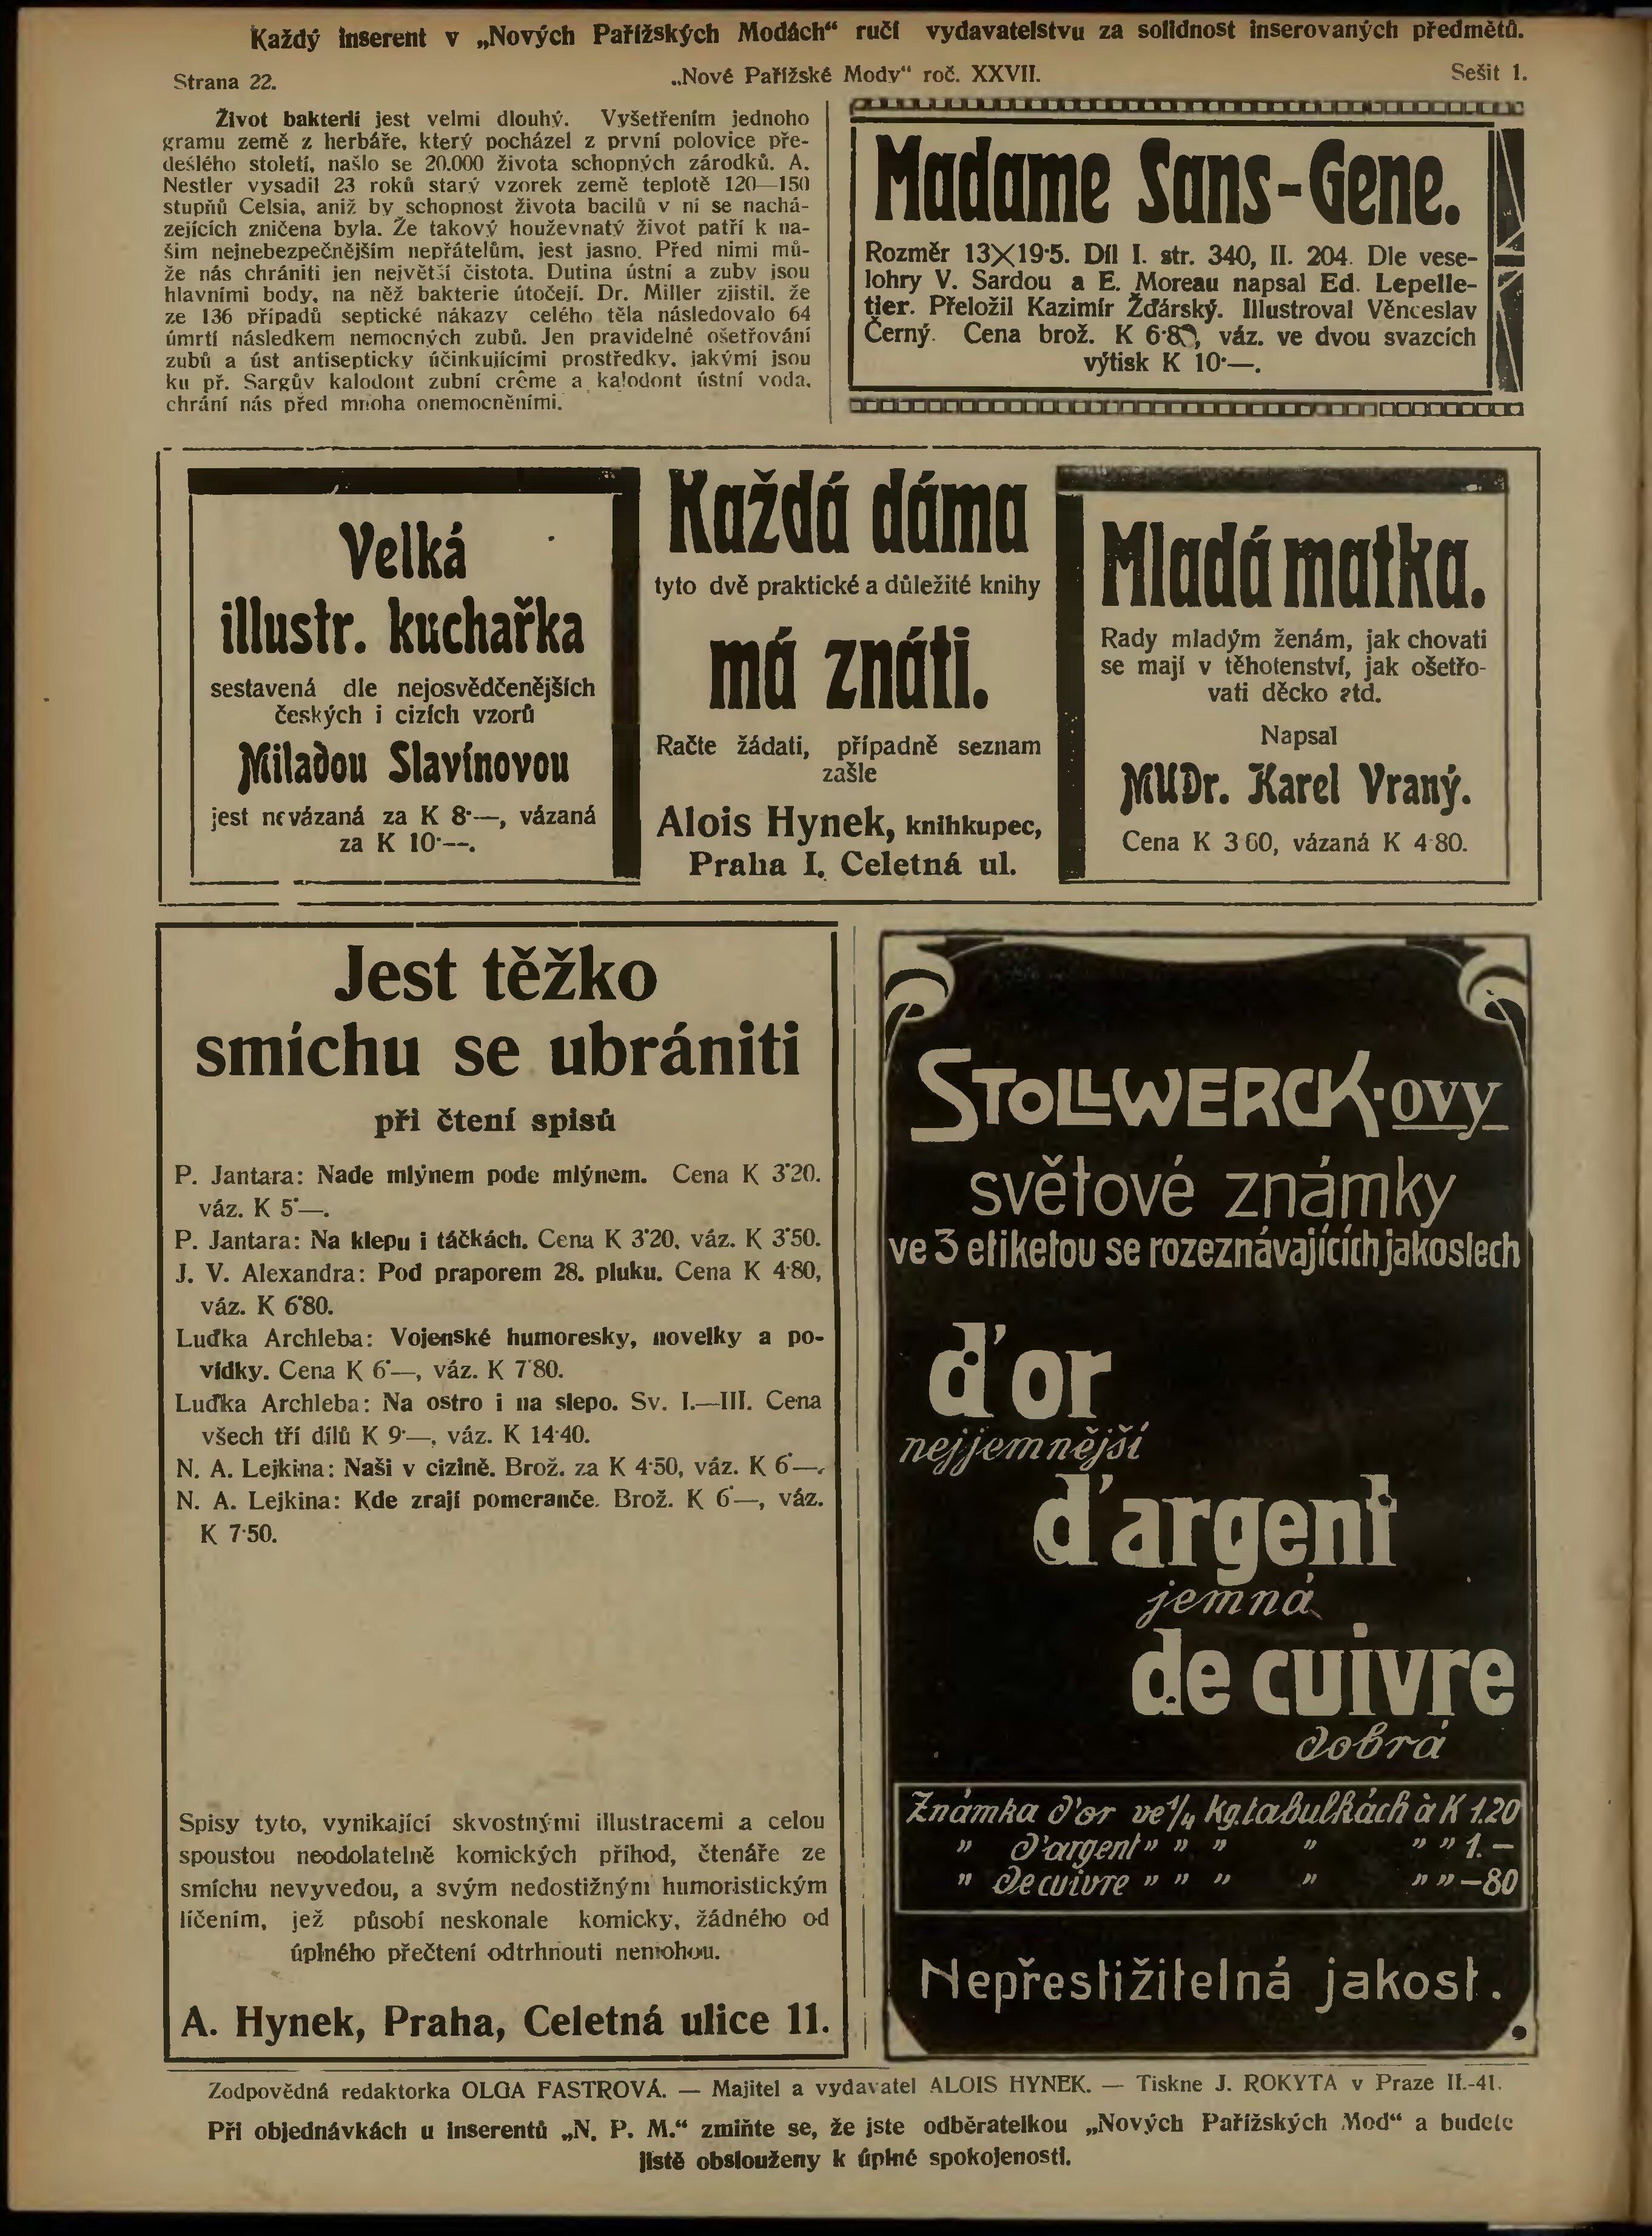 Každý inserent v „Nových Pařížských Modách“ ručí vydavatelstvu za solidnost inserovaných předmětů.
Strana 22.
„Nové Pařížské Mody“ roč. XXVII.
Sešit 1.
Život bakterií jest velmi dlouhý. Vyšetřením jednoho
gramu země z herbáře, který pocházel z první polovice pře-
dešlého století, našlo se 20.000 života schopných zárodků. A.
Nestler vysadil 23 roků starý vzorek země teplotě 120—150
stupňů Celsia, aniž by schopnost života bacilů v ní se nachá-
zejících zničena byla. Že takový houževnatý život patří k na-
šim nejnebezpečnějším nepřátelům, jest jasno. Před nimi mů-
že nás chrániti jen největší čistota. Dutina ústní a zuby jsou
hlavními body, na něž bakterie útočejí. Dr. Miller zjistil, že
ze 136 případů septické nákazy celého těla následovalo 64
úmrtí následkem nemocných zubů. Jen pravidelné ošetřování
zubů a úst antisepticky účinkujícími prostředky, jakými jsou
ku př. Sargův kalodont zubní crême a kalodont ústní voda,
chrání nás před mnoha onemocněními.
Madame Sans-Gene.
Rozměr 13×19·5. Díl I. str. 340, II. 204. Dle vese-
lohry V. Sardou a E. Moreau napsal Ed. Lepelle-
tier. Přeložil Kazimír Žďárský. Illustroval Věnceslav
Černý. Cena brož. K váz. ve dvou svazcích
výtisk K 10·—.
Velká
illustr. kuchařka
sestavená dle nejosvědčenějších
českých i cizích vzorů
Miladou Slavínovou
jest nevázaná za K 8·—, vázaná
za K 10·—.
Každá dáma
tyto dvě praktické a důležité knihy
má znáti.
Račte žádati, případně seznam
zašle
Alois Hynek, knihkupec,
Praha I. Celetná ul.
Mladá matka.
Rady mladým ženám, jak chovati
se mají v těhotenství, jak ošetřo-
vati děcko atd.
Napsal
MUDr. Karel Vraný.
Cena K 3·60, vázaná K 4·80.
Jest těžko
smíchu se ubrániti
při čtení spisů
P. Jantara: Nade mlýnem pode mlýnem. Cena K 3·20.
váz. K 5·—.
P. Jantara: Na klepu i táčkách. Cena K 3·20, váz. K 3·50.
J. V. Alexandra: Pod praporem 28. pluku. Cena K 4·80,
váz. K 6·80.
Luďka Archleba: Vojenské humoresky, novelky a po-
vídky. Cena K 6·—, váz. K 7·80.
Luďka Archleba: Na ostro i na slepo. Sv. I.—III. Cena
všech tří dílů K 9·—, váz. K 14·40.
N. A. Lejkina: Naši v cizině. Brož. za K 4·50, váz. K 6·—.
N. A. Lejkina: Kde zrají pomeranče. Brož. K 6·—, váz.
K 7·50.
Spisy tyto, vynikající skvostnými illustracemi a celou
spoustou neodolatelně komických příhod, čtenáře ze
smíchu nevyvedou, a svým nedostižným humoristickým
líčením, jež působí neskonale komicky, žádného od
úplného přečtení odtrhnouti nemohou.
A. Hynek, Praha, Celetná ulice 11.
STOLLWERCK·ovy
světové známky
ve 3 etiketou se rozeznávajících jakostech
d'or
nejjemnější
d'argent
jemná
de cuivre
dobrá
Známka d'or ve ¼ kg. tabulkách à K 1.20
„ d'argent „ „ „ „ „ „ 1.—
„ de cuivre „ „ „ „ „ „ —80
Nepřestižitelná jakost.
Zodpovědná redaktorka OLGA FASTROVÁ. — Majitel a vydavatel ALOIS HYNEK. — Tiskne J. ROKYTA v Praze II.-41.
Při objednávkách u inserentů „N. P. M.“ zmiňte se, že jste odběratelkou „Nových Pařížských Mod“ a budete
jistě obslouženy k úplné spokojenosti.